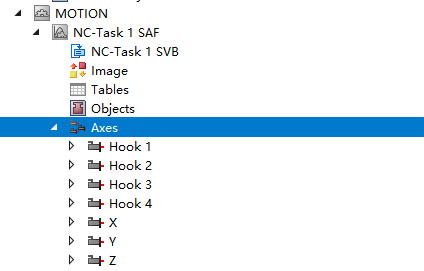 MOTION
NC-Task 1 SAF
NC-Task 1 SVB
Image
Tables
Objects
Axes
Hook 1
Hook 2
Hook 3
Hook 4
X
Y
Z